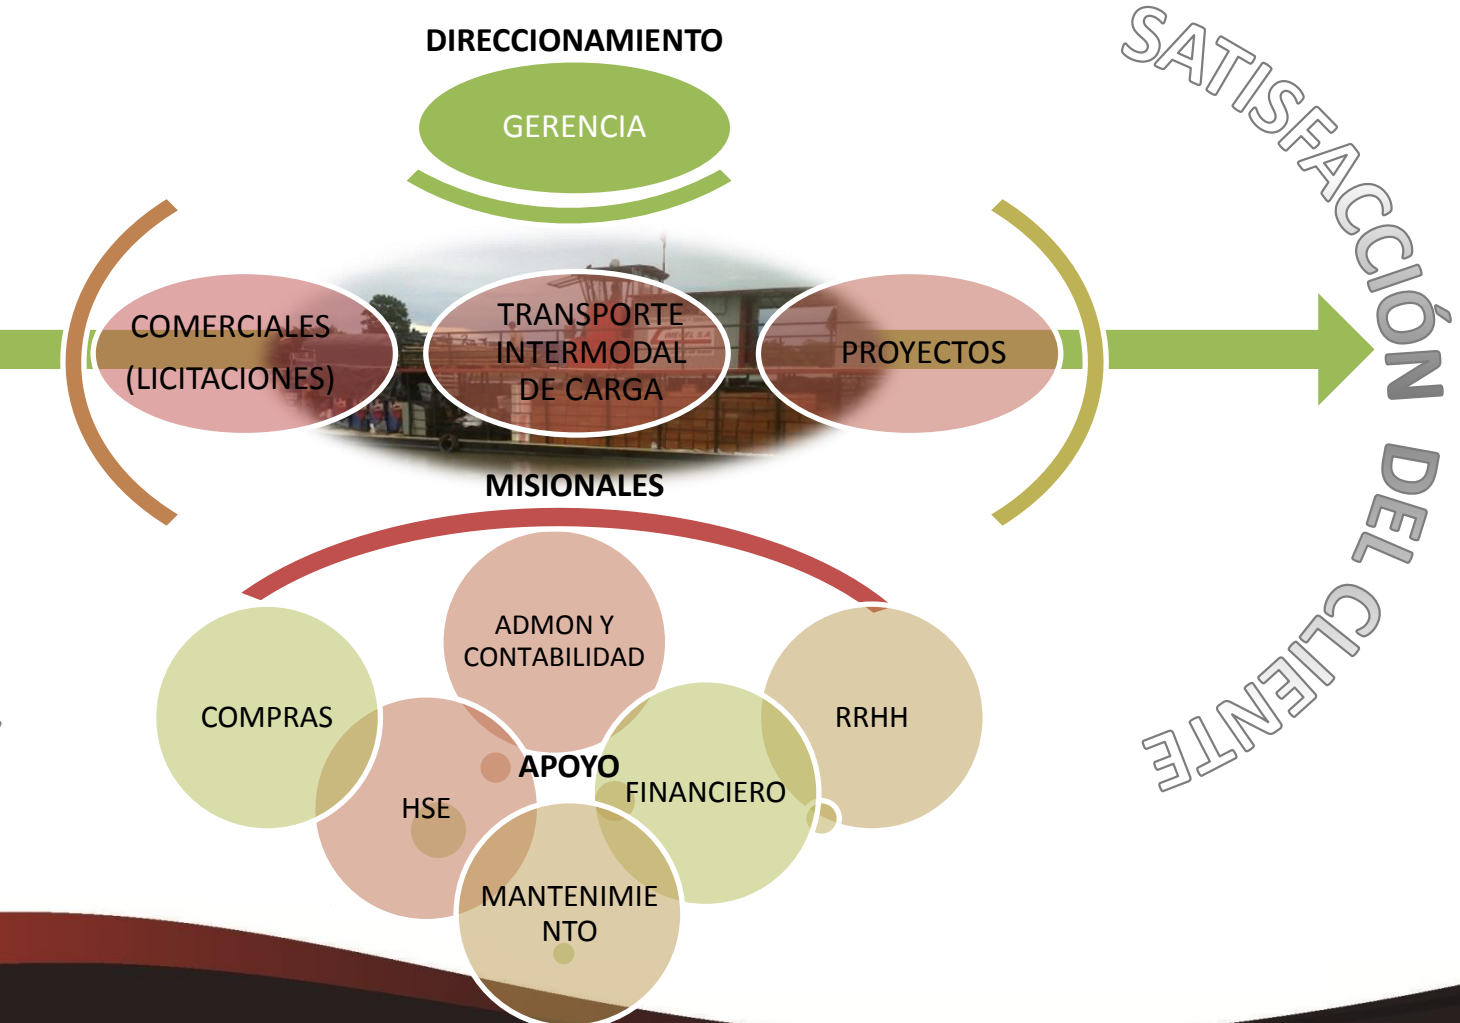 DIRECCIONAMIENTO
GERENCIA
SATISFACCIÓN DEL CLIENTE
COMERCIALES
(LICITACIONES)
TRANSPORTE
INTERMODAL
DE CARGA
PROYECTOS
MISIONALES
ADMON Y
CONTABILIDAD
COMPRAS
RRHH
APOYO
FINANCIERO
HSE
MANTENIMIE
NTO